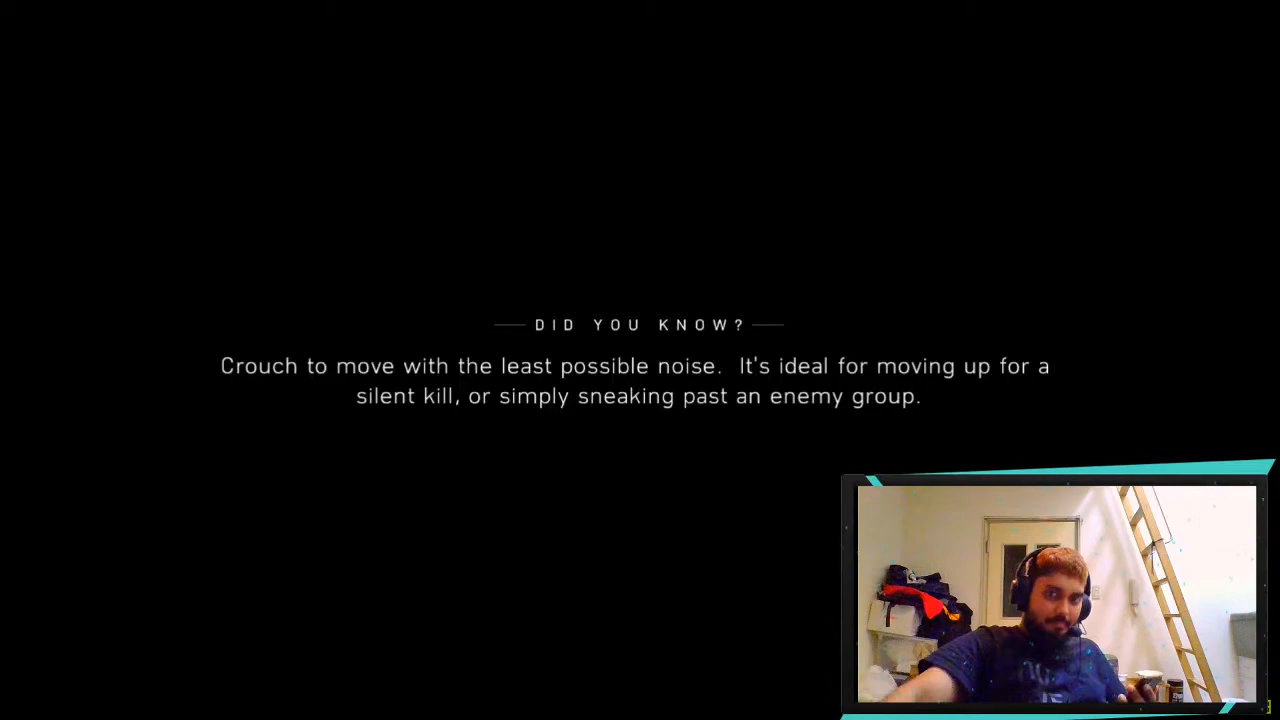 DID YOU KNOW?
Crouch to move with the least possible noise.  It's ideal for moving up for a
silent kill, or simply sneaking past an enemy group.